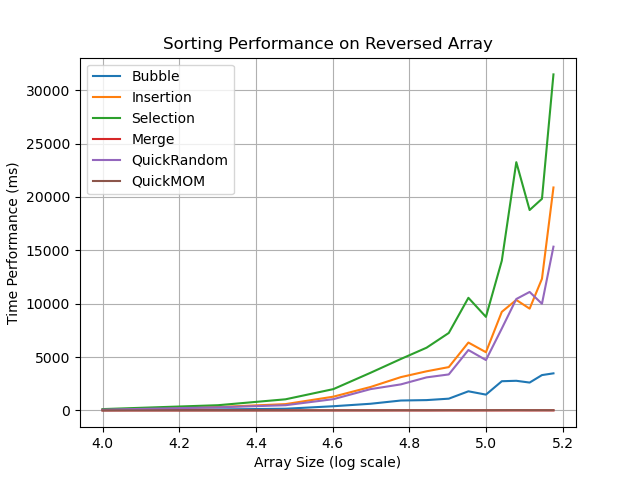 Sorting Performance on Reversed Array
Bubble
Insertion
Selection
Merge
QuickRandom
QuickMOM
30000
25000
20000
15000
10000
5000
0
Time Performance (ms)
4.0 4.2 4.4 4.6 4.8 5.0 5.2
Array Size (log scale)